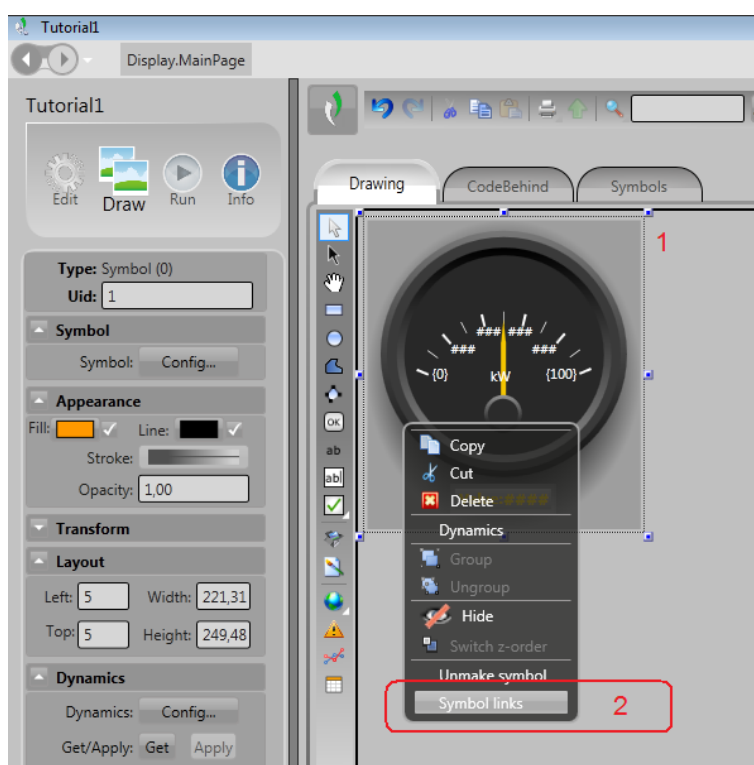 Tutorial1
Display.MainPage
Tutorial1
Edit
Draw
Run
Info
Type: Symbol (0)
Uid: 1
Symbol
Symbol: Config...
Appearance
Fill: Line:
Stroke:
Opacity: 1,00
Transform
Layout
Left: 5 Width: 221,31
Top: 5 Height: 249,48
Dynamics
Dynamics: Config...
Get/Apply: Get Apply
Drawing
CodeBehind
Symbols
OK
ab
ab
1
### ###
### ###
{0} kW {100}
Copy
Cut
Delete
Dynamics
Group
Ungroup
Hide
Switch z-order
Unmake symbol
Symbol links
2